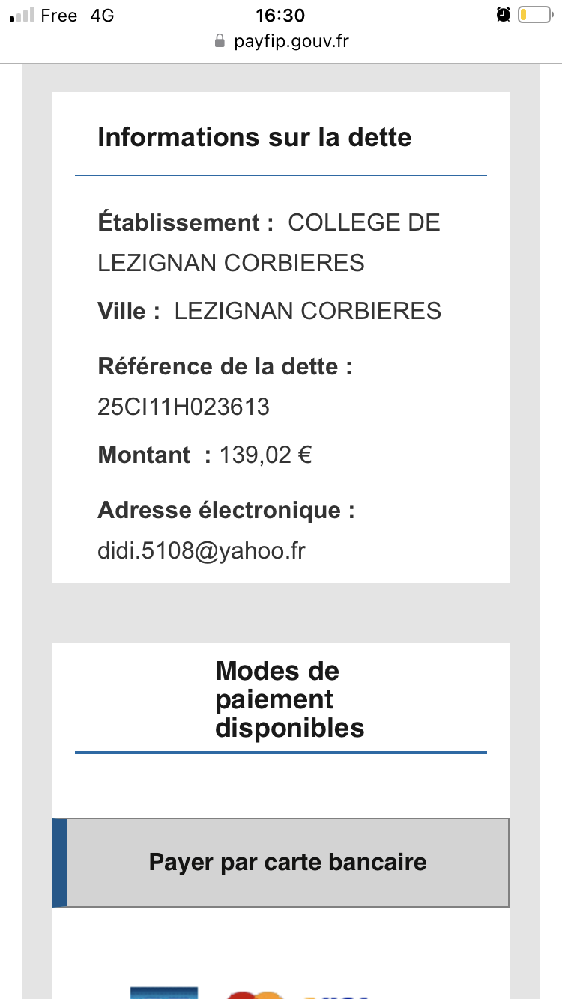 Free 4G 16:30
payfip.gouv.fr
Informations sur la dette
Établissement : COLLEGE DE
LEZIGNAN CORBIERES
Ville : LEZIGNAN CORBIERES
Référence de la dette :
25CI11H023613
Montant : 139,02 €
Adresse électronique :
didi.5108@yahoo.fr
Modes de
paiement
disponibles
Payer par carte bancaire